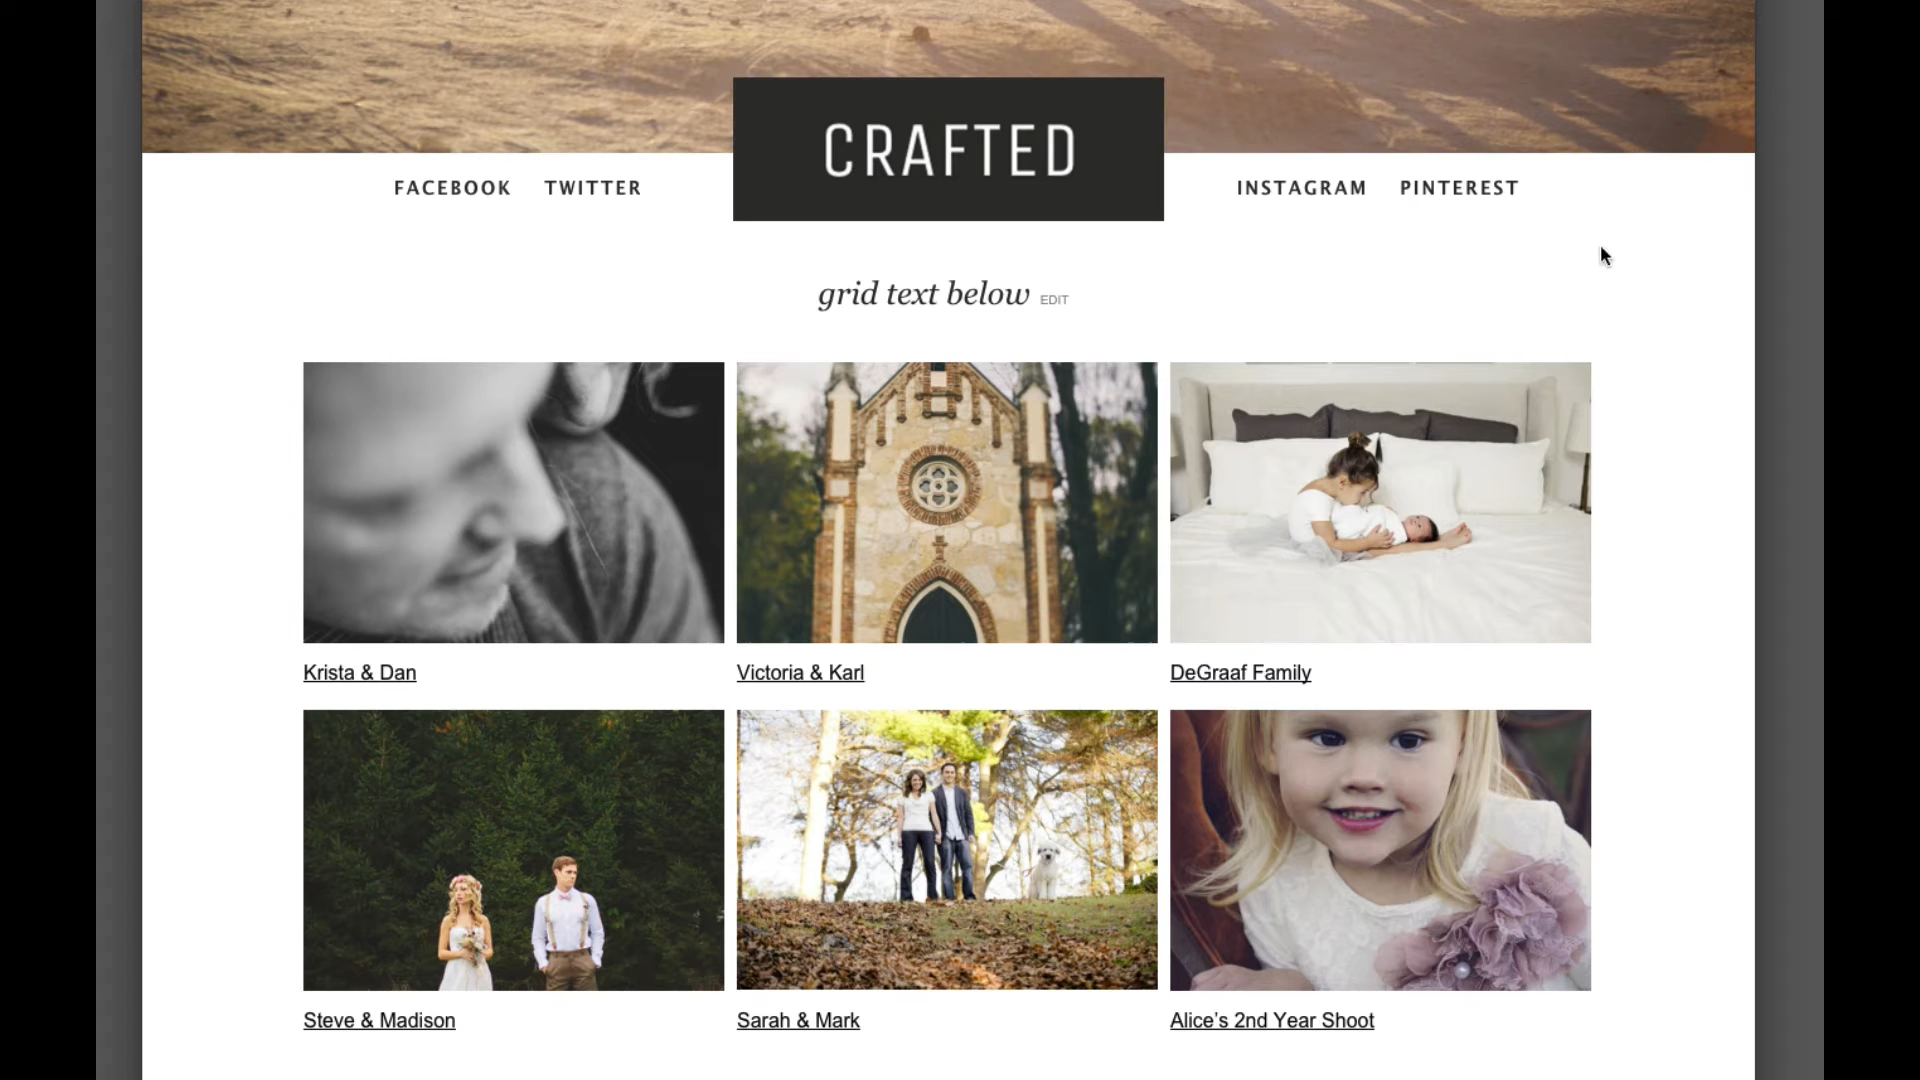 CRAFTED
FACEBOOK TWITTER INSTAGRAM PINTEREST
grid text below EDIT
Krista & Dan Victoria & Karl DeGraaf Family
Steve & Madison Sarah & Mark Alice’s 2nd Year Shoot